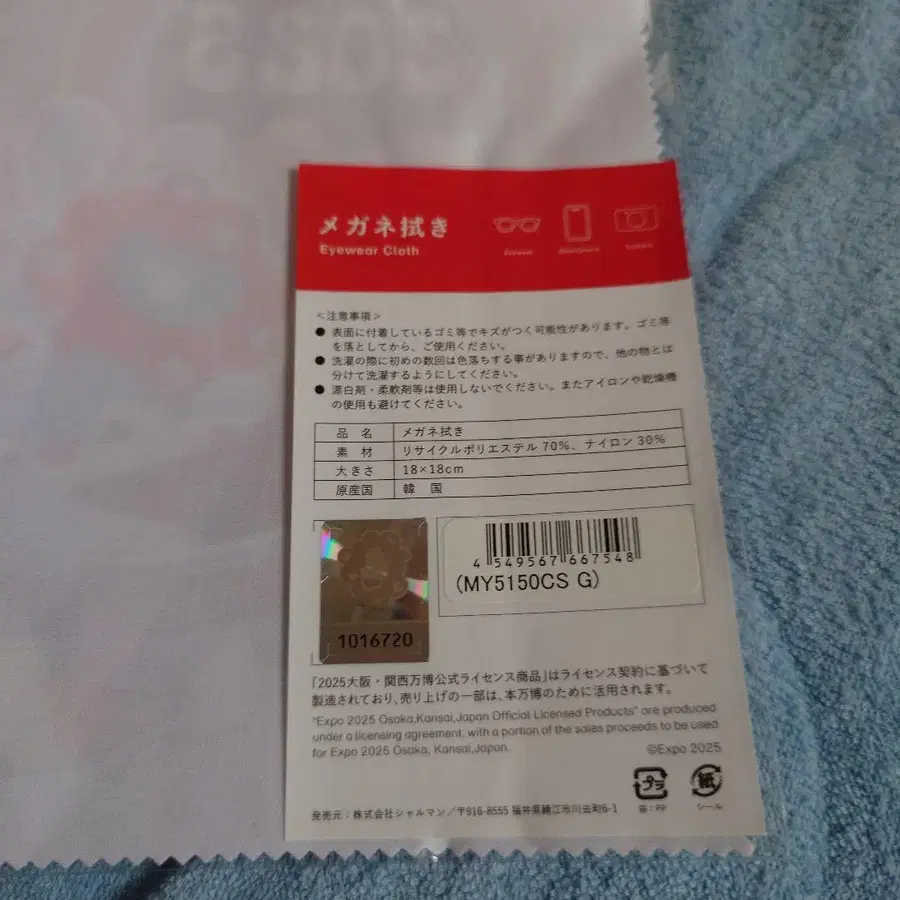 2025
メガネ拭き
Eyewear Cloth
Eyewear
Smartphone
Camera
＜注意事項＞
● 表面に付着しているゴミ等でキズがつく可能性があります。ゴミ等
を落としてから、ご使用ください。
● 洗濯の際に初めの数回は色落ちする事がありますので、他の物とは
分けて洗濯するようにしてください。
● 漂白剤・柔軟剤等は使用しないでください。またアイロンや乾燥機
の使用も避けてください。
品 名 メガネ拭き
素 材 リサイクルポリエステル 70%、ナイロン 30%
大きさ 18×18cm
原産国 韓 国
4 549567 667548
(MY5150CS G)
1016720
「2025大阪・関西万博公式ライセンス商品」はライセンス契約に基づいて
製造されており、売り上げの一部は、本万博のために活用されます。
"Expo 2025 Osaka,Kansai,Japan Official Licensed Products" are produced
under a licensing agreement, with a portion of the sales proceeds to be used
for Expo 2025 Osaka, Kansai,Japan.
©Expo 2025
プラ
紙
袋：PP
シール
発売元：株式会社シャルマン／〒916-8555 福井県鯖江市川去町6-1